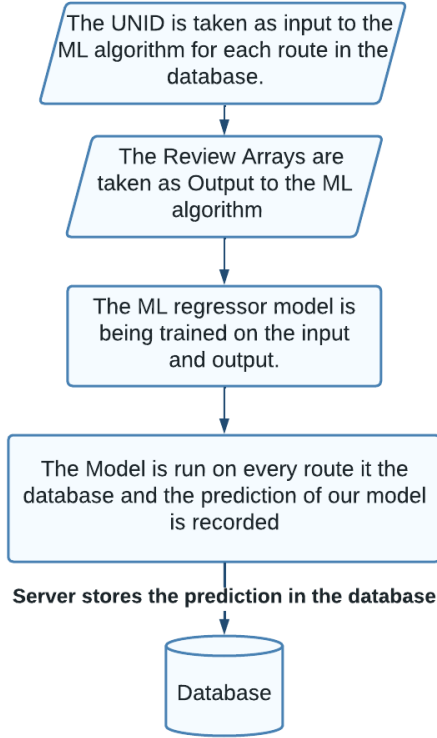 The UNID is taken as input to the
ML algorithm for each route in the
database.
The Review Arrays are
taken as Output to the ML
algorithm
The ML regressor model is
being trained on the input
and output.
The Model is run on every route it the
database and the prediction of our model
is recorded
Server stores the prediction in the database
Database